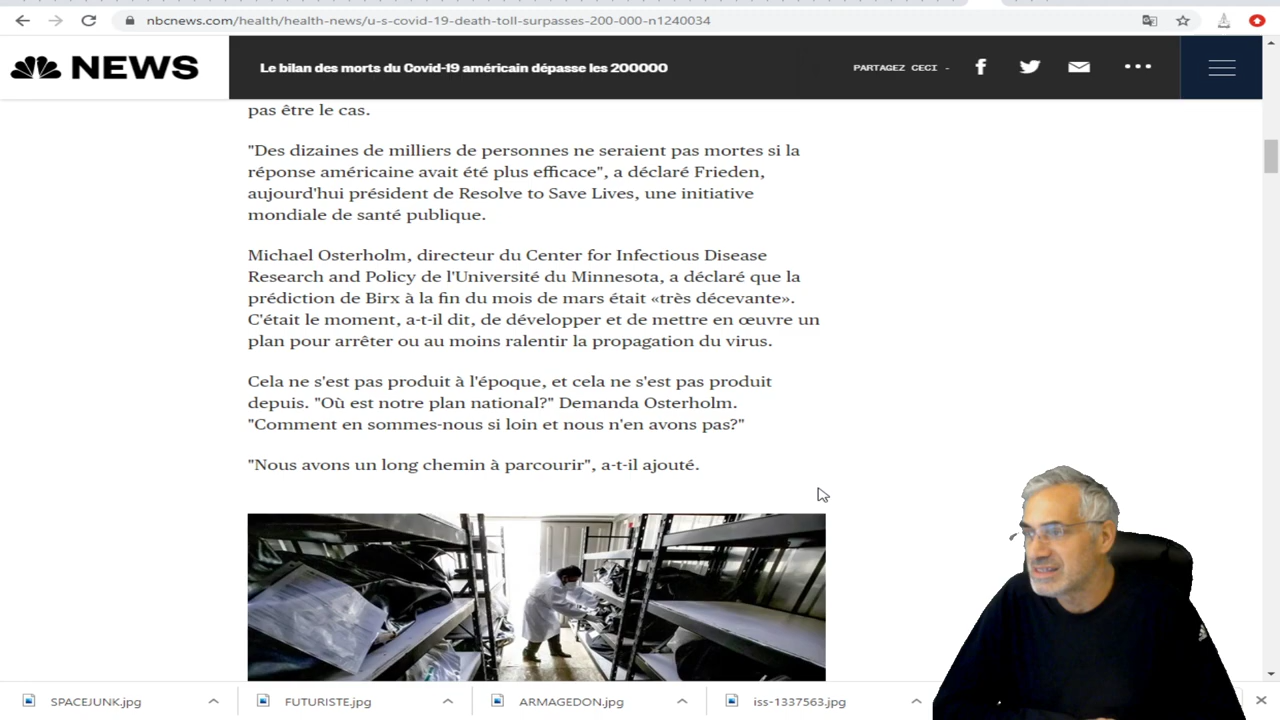 nbcnews.com/health/health-news/u-s-covid-19-death-toll-surpasses-200-000-n1240034
NEWS
Le bilan des morts du Covid-19 américain dépasse les 200000
PARTAGEZ CECI -
pas être le cas.
"Des dizaines de milliers de personnes ne seraient pas mortes si la
réponse américaine avait été plus efficace", a déclaré Frieden,
aujourd'hui président de Resolve to Save Lives, une initiative
mondiale de santé publique.
Michael Osterholm, directeur du Center for Infectious Disease
Research and Policy de l'Université du Minnesota, a déclaré que la
prédiction de Birx à la fin du mois de mars était «très décevante».
C'était le moment, a-t-il dit, de développer et de mettre en œuvre un
plan pour arrêter ou au moins ralentir la propagation du virus.
Cela ne s'est pas produit à l'époque, et cela ne s'est pas produit
depuis. "Où est notre plan national?" Demanda Osterholm.
"Comment en sommes-nous si loin et nous n'en avons pas?"
"Nous avons un long chemin à parcourir", a-t-il ajouté.
SPACEJUNK.jpg
FUTURISTE.jpg
ARMAGEDON.jpg
iss-1337563.jpg